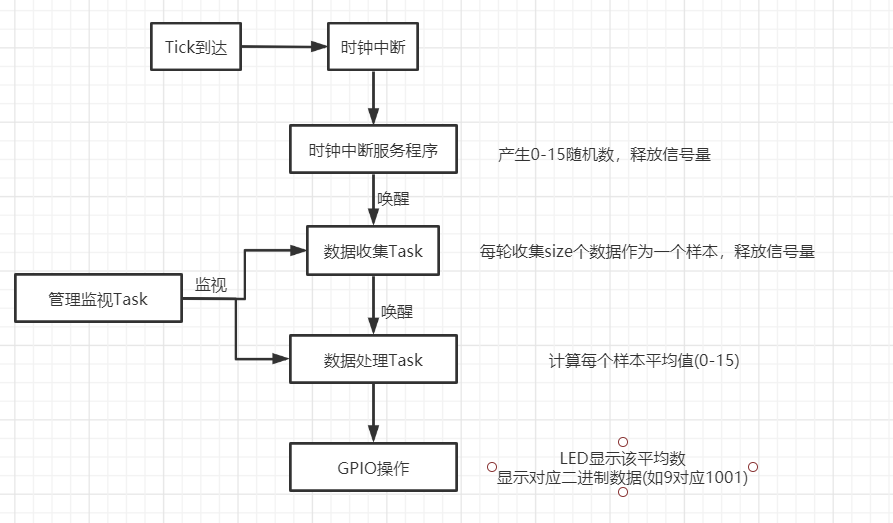 Tick到达
时钟中断
时钟中断服务程序
产生0-15随机数，释放信号量
唤醒
数据收集Task
每轮收集size个数据作为一个样本，释放信号量
监视
管理监视Task
唤醒
数据处理Task
计算每个样本平均值(0-15)
GPIO操作
LED显示该平均数
显示对应二进制数据(如9对应1001)